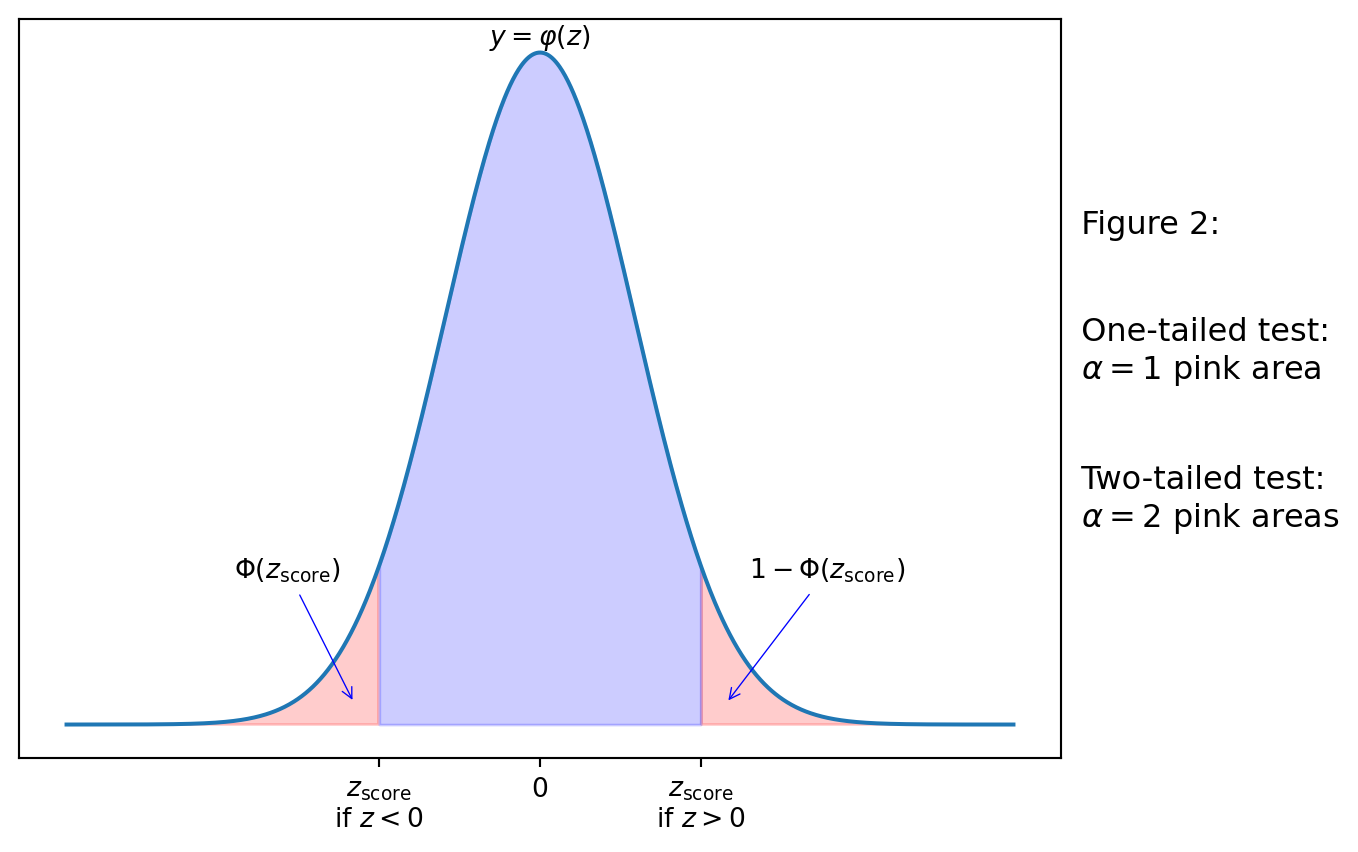 y = φ(z)
Figure 2:
One-tailed test:
α = 1 pink area
Two-tailed test:
α = 2 pink areas
Φ(z_score)
1 − Φ(z_score)
z_score
if z < 0
0
z_score
if z > 0